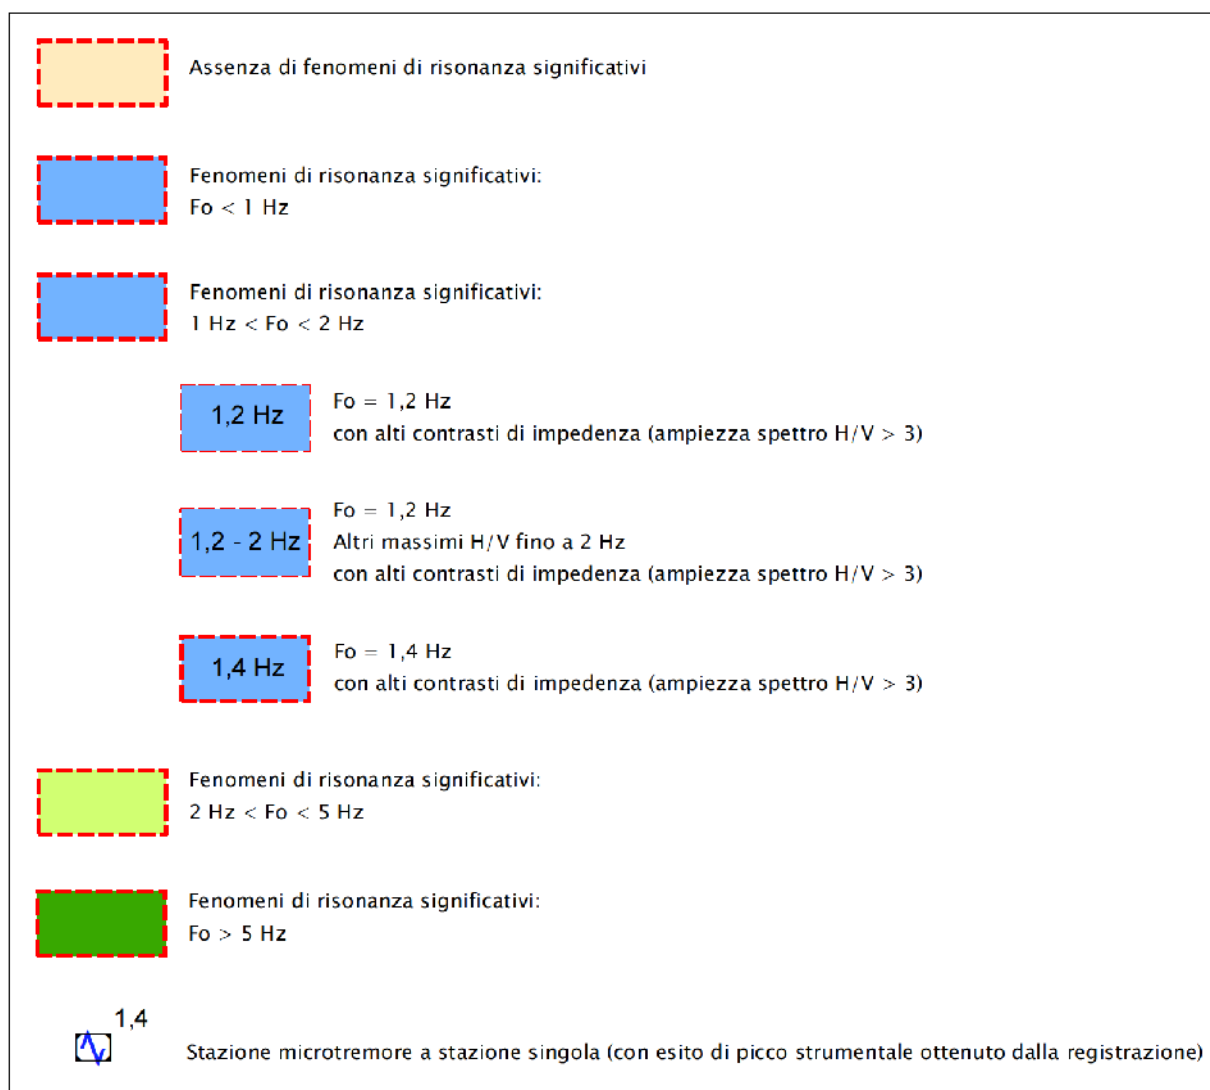 Assenza di fenomeni di risonanza significativi
Fenomeni di risonanza significativi:
Fo < 1 Hz
Fenomeni di risonanza significativi:
1 Hz < Fo < 2 Hz
1,2 Hz
Fo = 1,2 Hz
con alti contrasti di impedenza (ampiezza spettro H/V > 3)
1,2 - 2 Hz
Fo = 1,2 Hz
Altri massimi H/V fino a 2 Hz
con alti contrasti di impedenza (ampiezza spettro H/V > 3)
1,4 Hz
Fo = 1,4 Hz
con alti contrasti di impedenza (ampiezza spettro H/V > 3)
Fenomeni di risonanza significativi:
2 Hz < Fo < 5 Hz
Fenomeni di risonanza significativi:
Fo > 5 Hz
1,4
Stazione microtremore a stazione singola (con esito di picco strumentale ottenuto dalla registrazione)